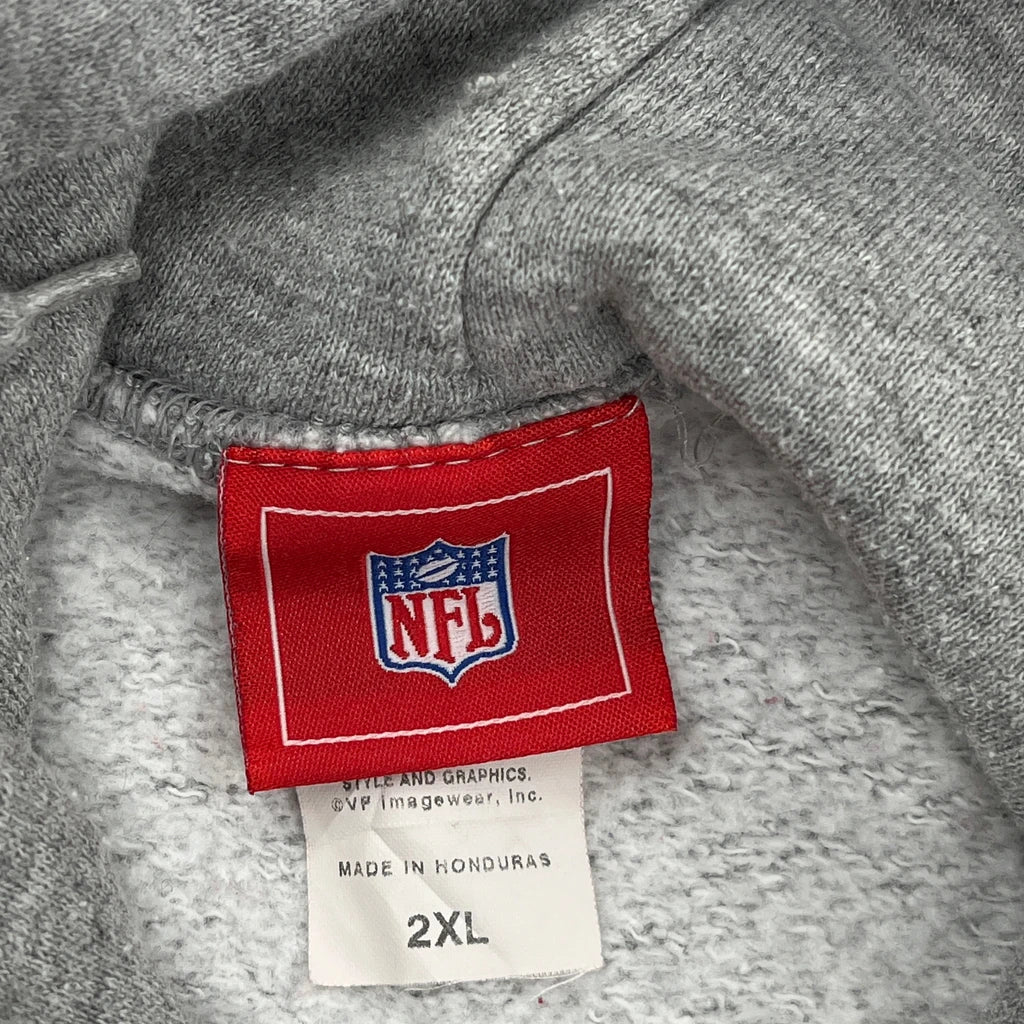 NFL
STYLE AND GRAPHICS.
©VF Imagewear, Inc.
MADE IN HONDURAS
2XL